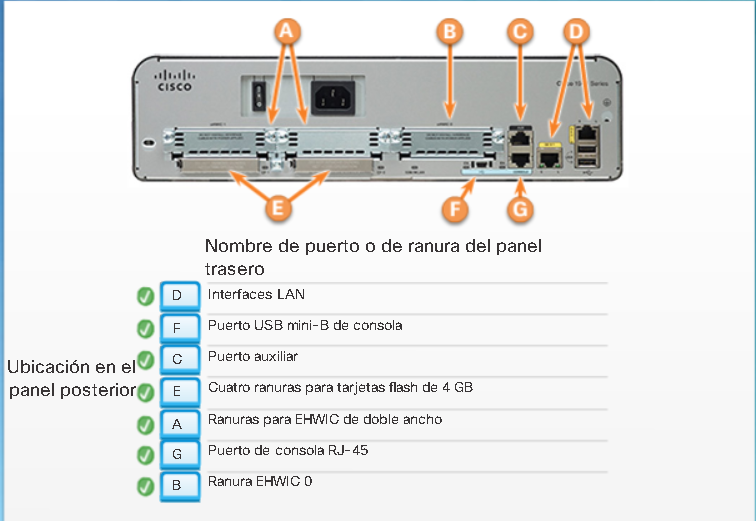 A B C D
CISCO
E F G
Nombre de puerto o de ranura del panel
trasero
Ubicación en el
panel posterior
D Interfaces LAN
F Puerto USB mini-B de consola
C Puerto auxiliar
E Cuatro ranuras para tarjetas flash de 4 GB
A Ranuras para EHWIC de doble ancho
G Puerto de consola RJ-45
B Ranura EHWIC 0